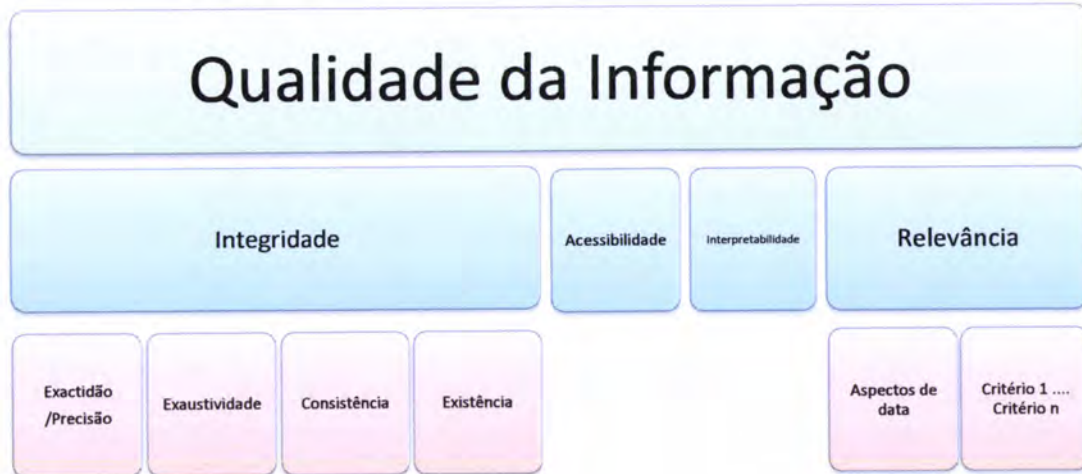 Qualidade da Informação
Integridade
Acessibilidade
Interpretabilidade
Relevância
Exactidão
/Precisão
Exaustividade
Consistência
Existência
Aspectos de
data
Critério 1 ....
Critério n